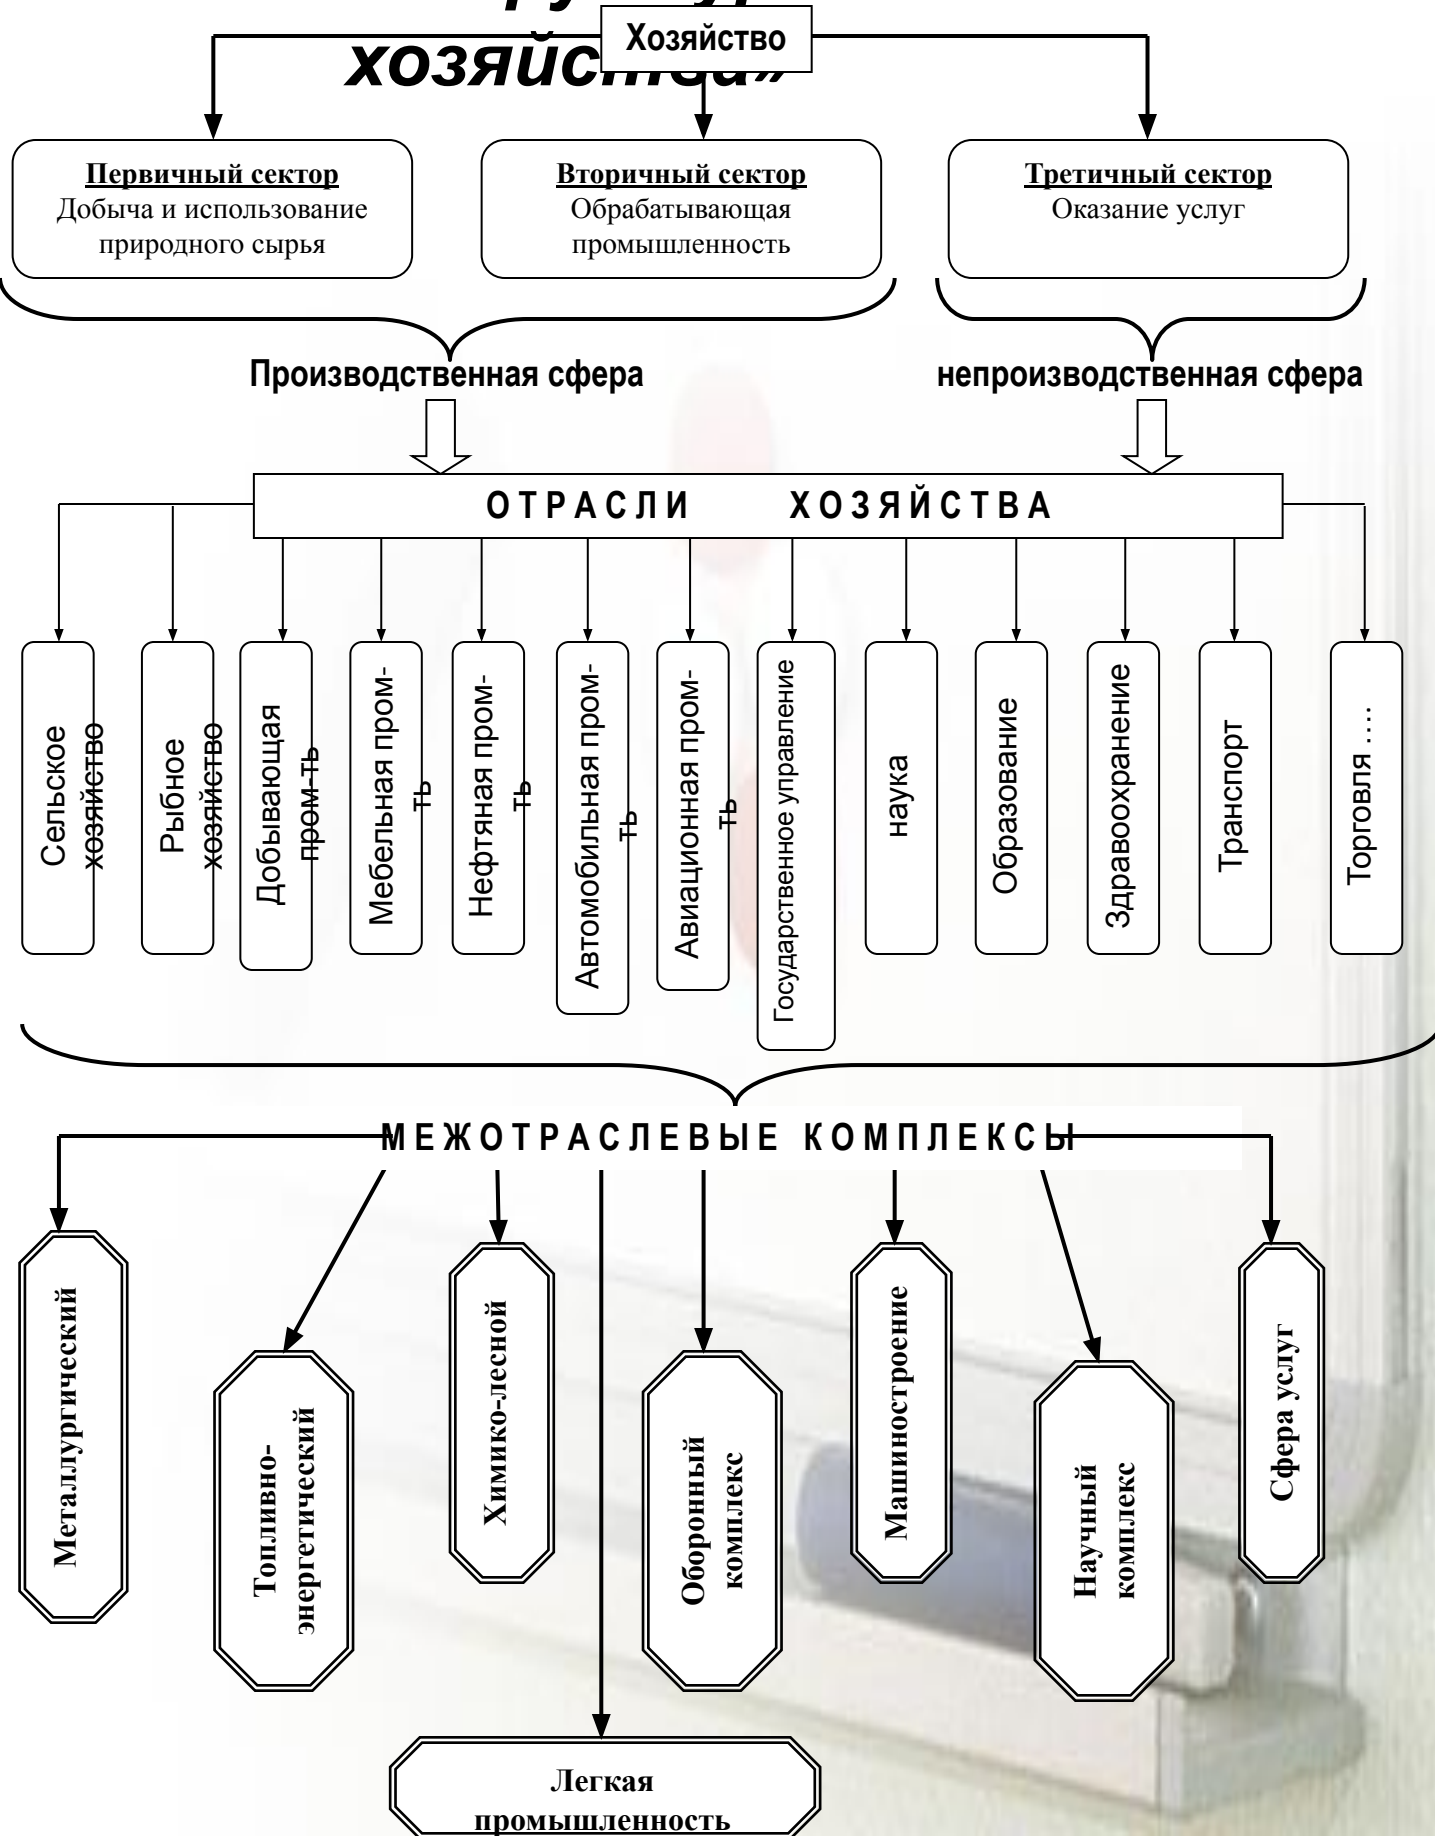 Хозяйство
хозяйства»
Первичный сектор
Добыча и использование
природного сырья
Вторичный сектор
Обрабатывающая
промышленность
Третичный сектор
Оказание услуг
Производственная сфера
непроизводственная сфера
ОТРАСЛИ ХОЗЯЙСТВА
Сельское
хозяйство
Рыбное
хозяйство
Добывающая
пром-ть
Мебельная пром-
ть
Нефтяная пром-
ть
Автомобильная пром-
ть
Авиационная пром-
ть
Государственное управление
наука
Образование
Здравоохранение
Транспорт
Торговля ….
МЕЖОТРАСЛЕВЫЕ КОМПЛЕКСЫ
Металлургический
Топливно-
энергетический
Химико-лесной
Оборонный
комплекс
Машиностроение
Научный
комплекс
Сфера услуг
Легкая
промышленность